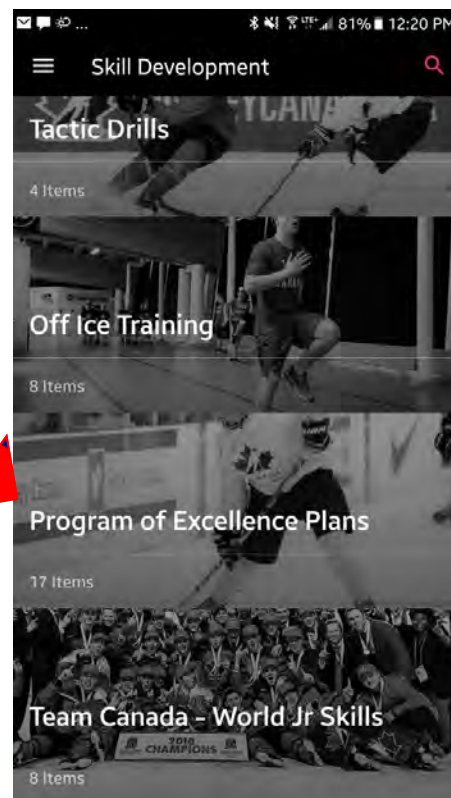 ... 81% 12:20 PM
Skill Development
Tactic Drills
4 Items
Off Ice Training
8 Items
Program of Excellence Plans
17 Items
Team Canada - World Jr Skills
2018
CHAMPIONS
8 Items